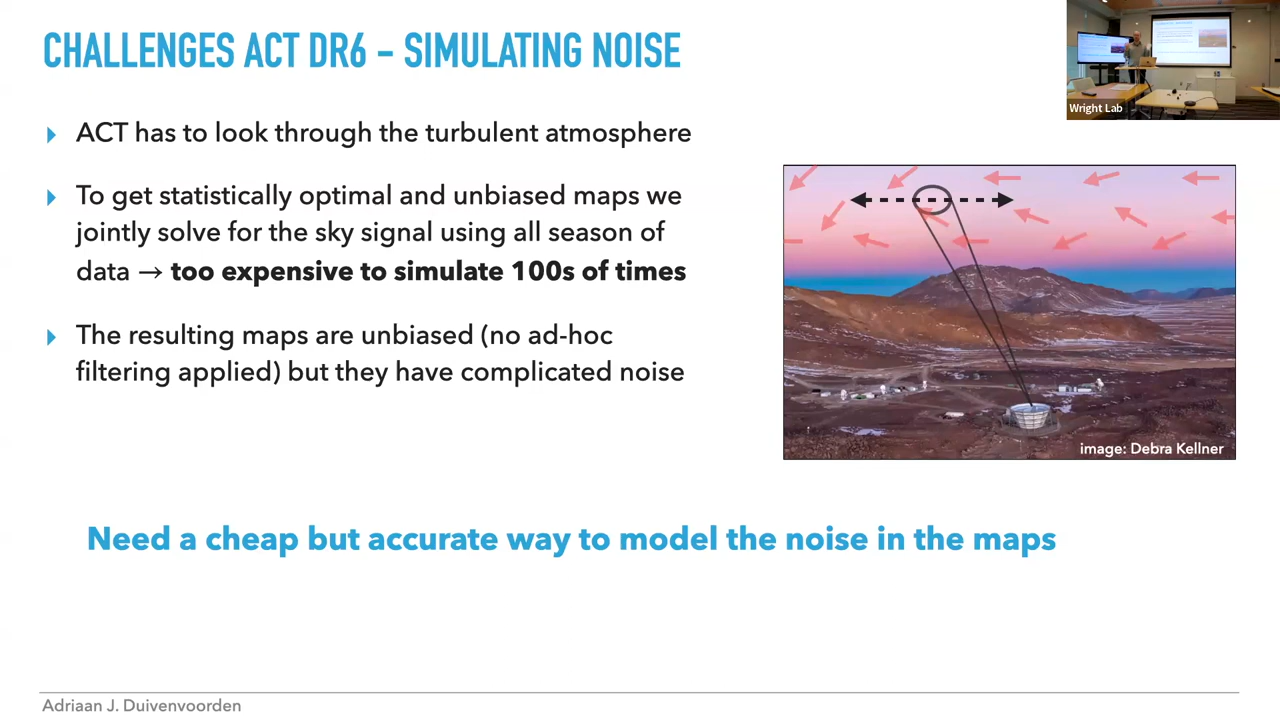 CHALLENGES ACT DR6 – SIMULATING NOISE
Wright Lab
ACT has to look through the turbulent atmosphere
To get statistically optimal and unbiased maps we
jointly solve for the sky signal using all season of
data → too expensive to simulate 100s of times
The resulting maps are unbiased (no ad-hoc
filtering applied) but they have complicated noise
image: Debra Kellner
Need a cheap but accurate way to model the noise in the maps
Adriaan J. Duivenvoorden